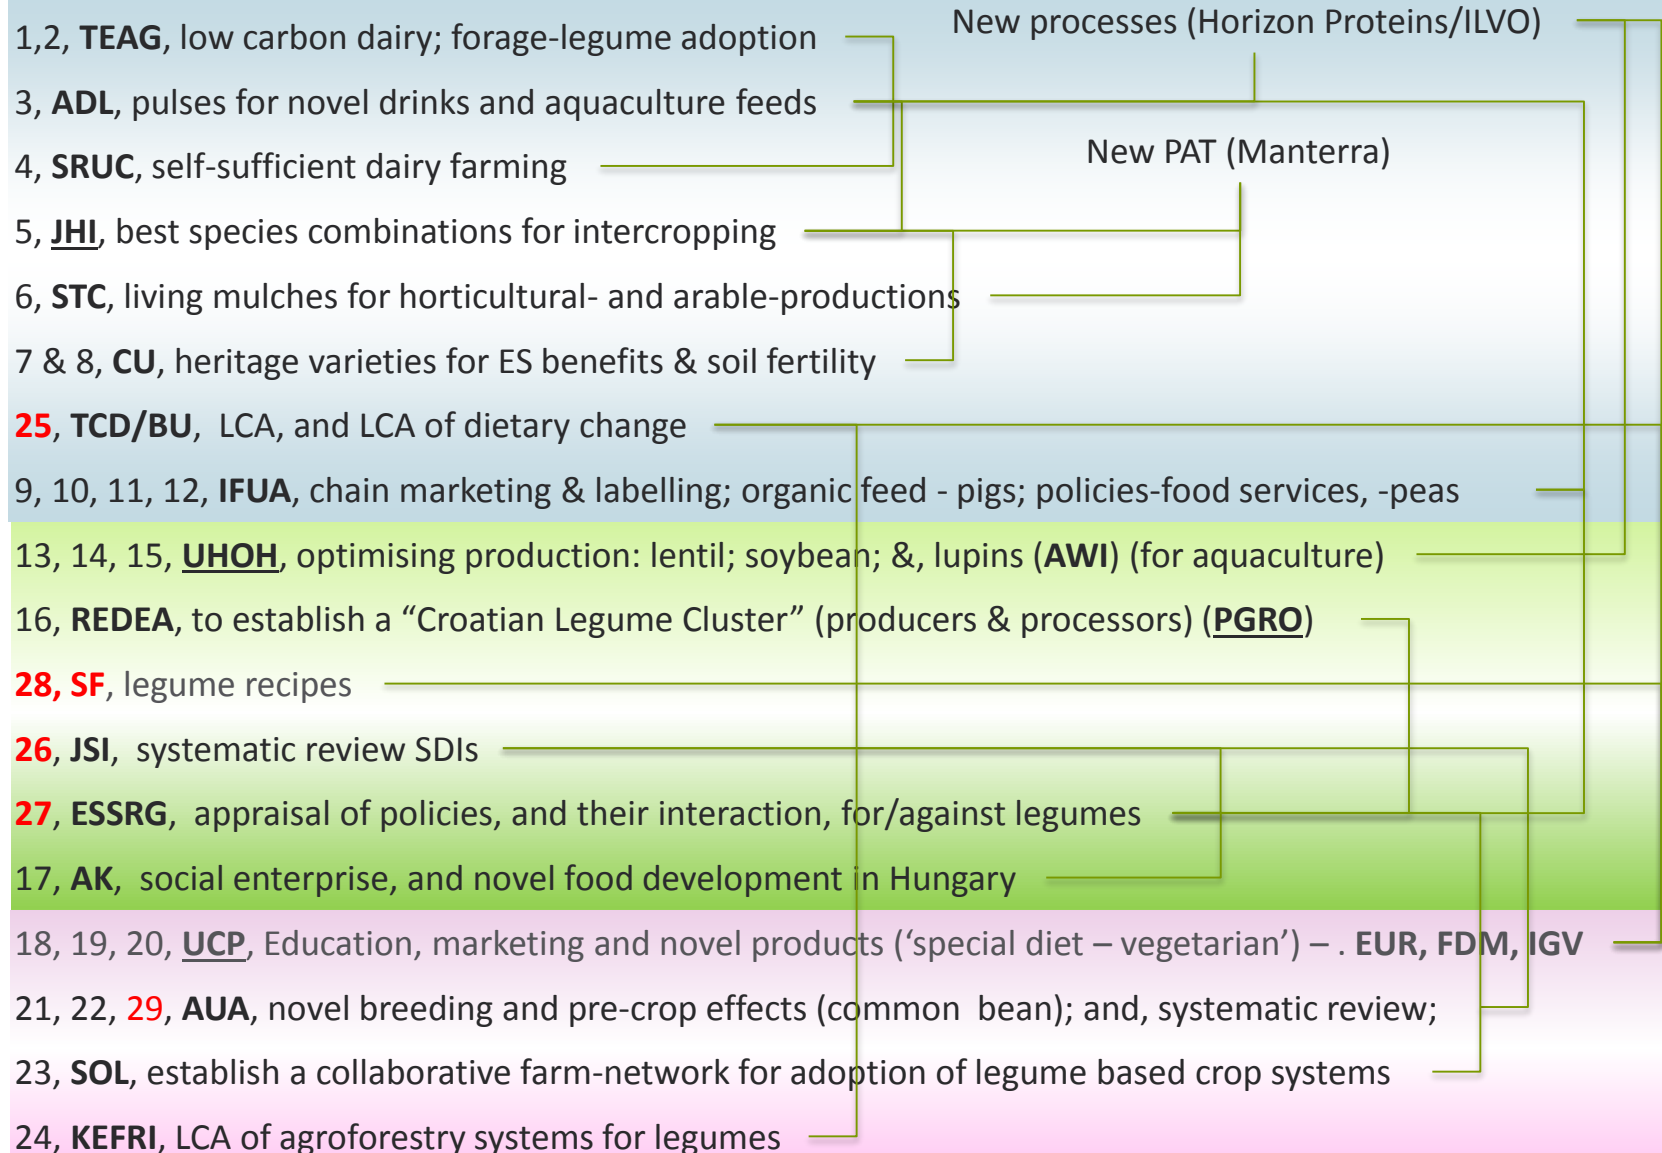 New processes (Horizon Proteins/ILVO)
1,2, TEAG, low carbon dairy; forage-legume adoption
3, ADL, pulses for novel drinks and aquaculture feeds
New PAT (Manterra)
4, SRUC, self-sufficient dairy farming
5, JHI, best species combinations for intercropping
6, STC, living mulches for horticultural- and arable-productions
7 & 8, CU, heritage varieties for ES benefits & soil fertility
25, TCD/BU, LCA, and LCA of dietary change
9, 10, 11, 12, IFUA, chain marketing & labelling; organic feed - pigs; policies-food services, -peas
13, 14, 15, UHOH, optimising production: lentil; soybean; &, lupins (AWI) (for aquaculture)
16, REDEA, to establish a “Croatian Legume Cluster” (producers & processors) (PGRO)
28, SF, legume recipes
26, JSI, systematic review SDIs
27, ESSRG, appraisal of policies, and their interaction, for/against legumes
17, AK, social enterprise, and novel food development in Hungary
18, 19, 20, UCP, Education, marketing and novel products (‘special diet – vegetarian’) – . EUR, FDM, IGV
21, 22, 29, AUA, novel breeding and pre-crop effects (common bean); and, systematic review;
23, SOL, establish a collaborative farm-network for adoption of legume based crop systems
24, KEFRI, LCA of agroforestry systems for legumes